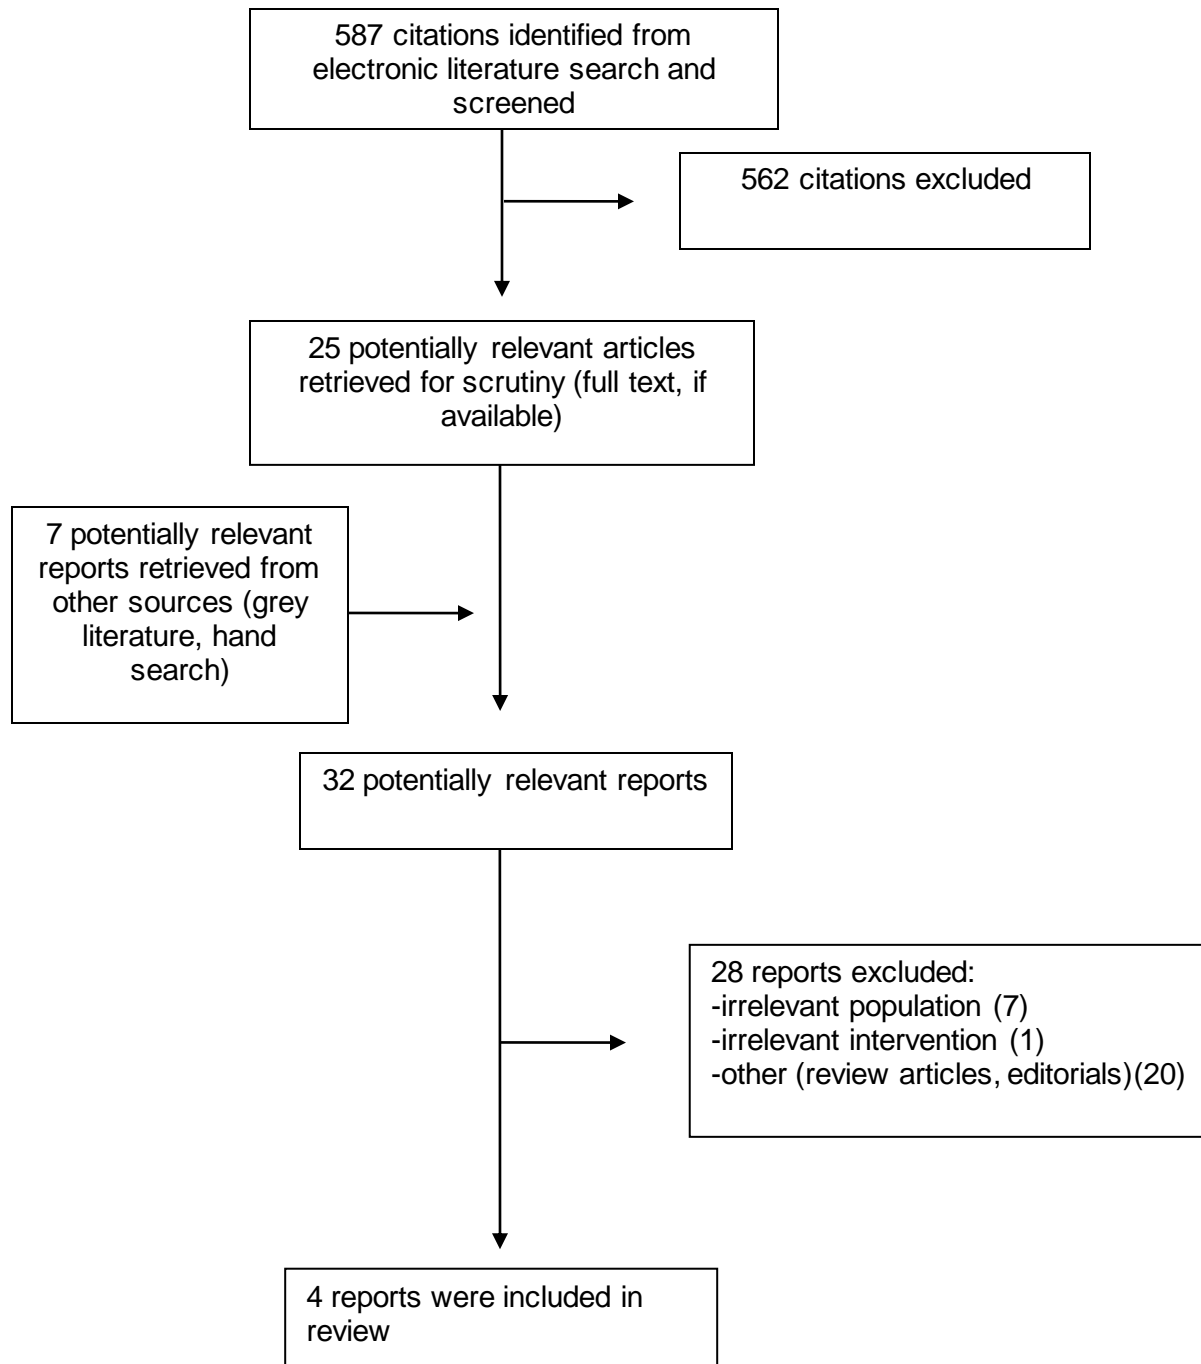 587 citations identified from
electronic literature search and
screened
562 citations excluded
25 potentially relevant articles
retrieved for scrutiny (full text, if
available)
7 potentially relevant
reports retrieved from
other sources (grey
literature, hand
search)
32 potentially relevant reports
28 reports excluded:
-irrelevant population (7)
-irrelevant intervention (1)
-other (review articles, editorials)(20)
4 reports were included in
review